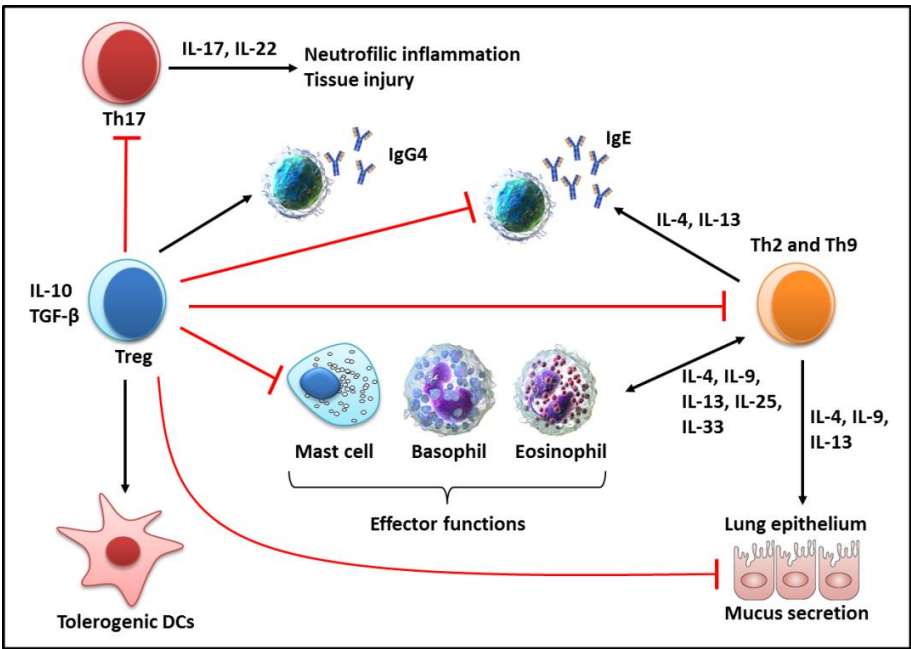 IL-17, IL-22
Neutrofilic inflammation
Tissue injury
Th17
IgG4
IgE
IL-4, IL-13
Th2 and Th9
IL-10
TGF-β
Treg
IL-4, IL-9,
IL-13, IL-25,
IL-33
IL-4, IL-9,
IL-13
Mast cell
Basophil
Eosinophil
Effector functions
Lung epithelium
Mucus secretion
Tolerogenic DCs